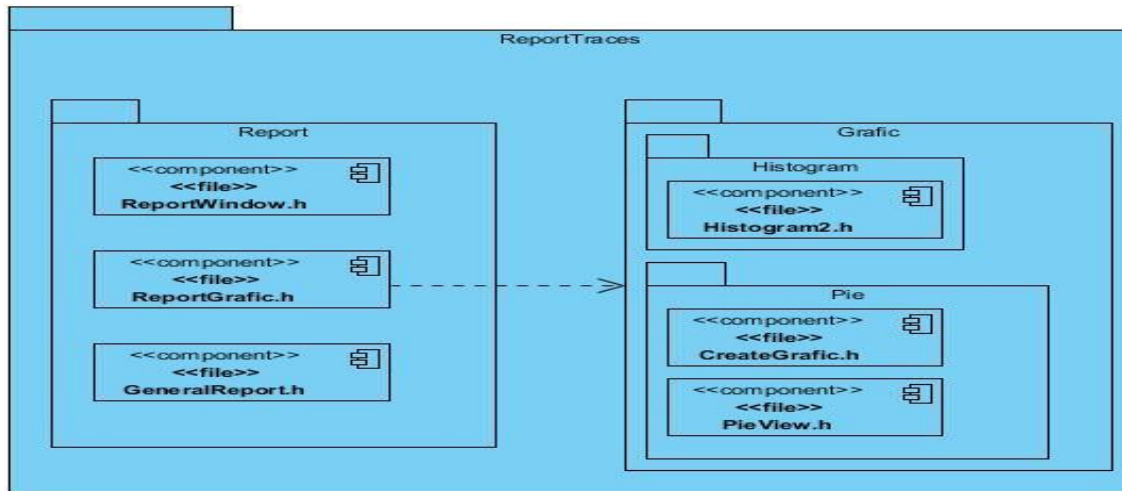 ReportTraces
Report
<<component>>
<<file>>
ReportWindow.h
<<component>>
<<file>>
ReportGrafic.h
<<component>>
<<file>>
GeneralReport.h
Grafic
Histogram
<<component>>
<<file>>
Histogram2.h
Pie
<<component>>
<<file>>
CreateGrafic.h
<<component>>
<<file>>
PieView.h